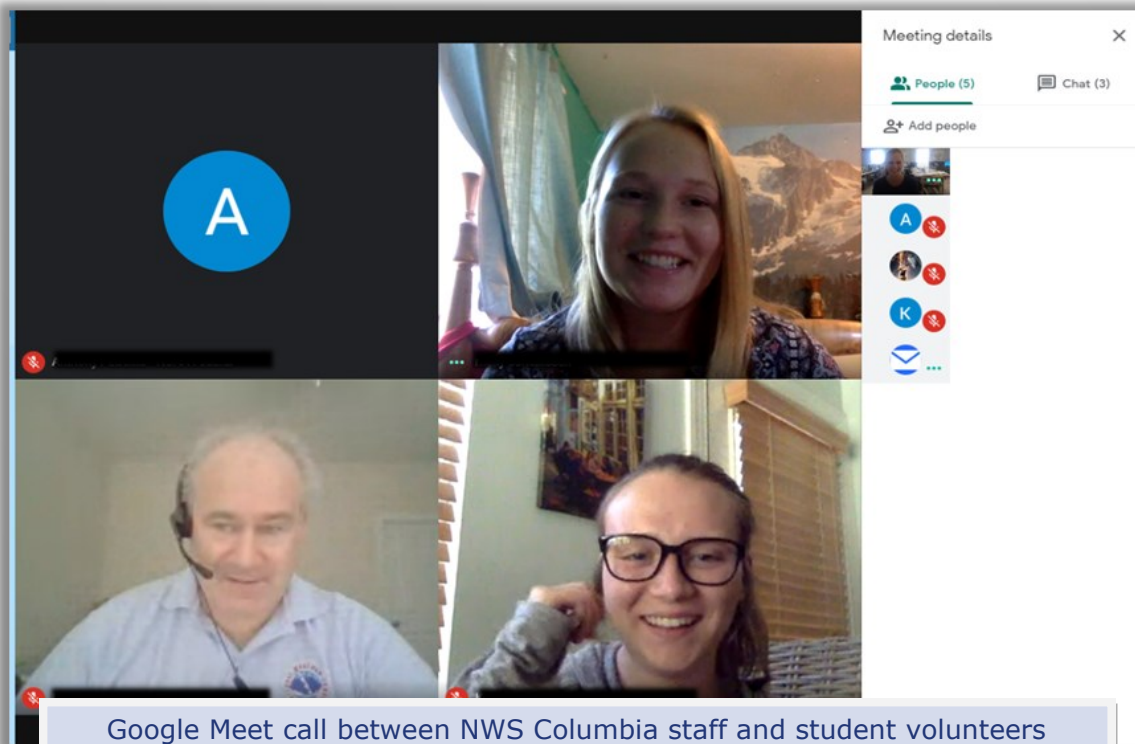 Meeting details
People (5)
Chat (3)
Add people
A
A
K
Google Meet call between NWS Columbia staff and student volunteers